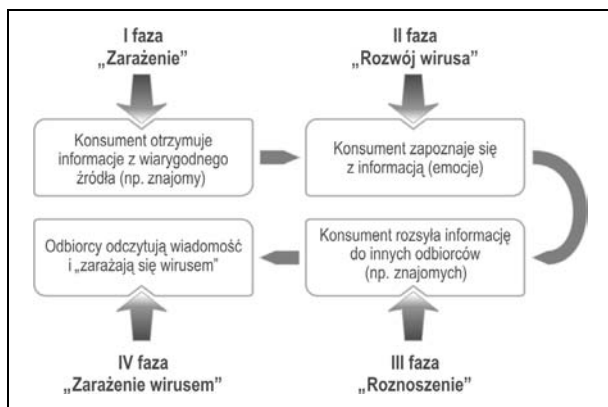 I faza
„Zarażenie”
II faza
„Rozwój wirusa”
Konsument otrzymuje
informacje z wiarygodnego
źródła (np. znajomy)
Konsument zapoznaje się
z informacją (emocje)
Odbiorcy odczytują wiadomość
i „zarażają się wirusem”
Konsument rozsyła informację
do innych odbiorców
(np. znajomych)
IV faza
„Zarażenie wirusem”
III faza
„Roznoszenie”